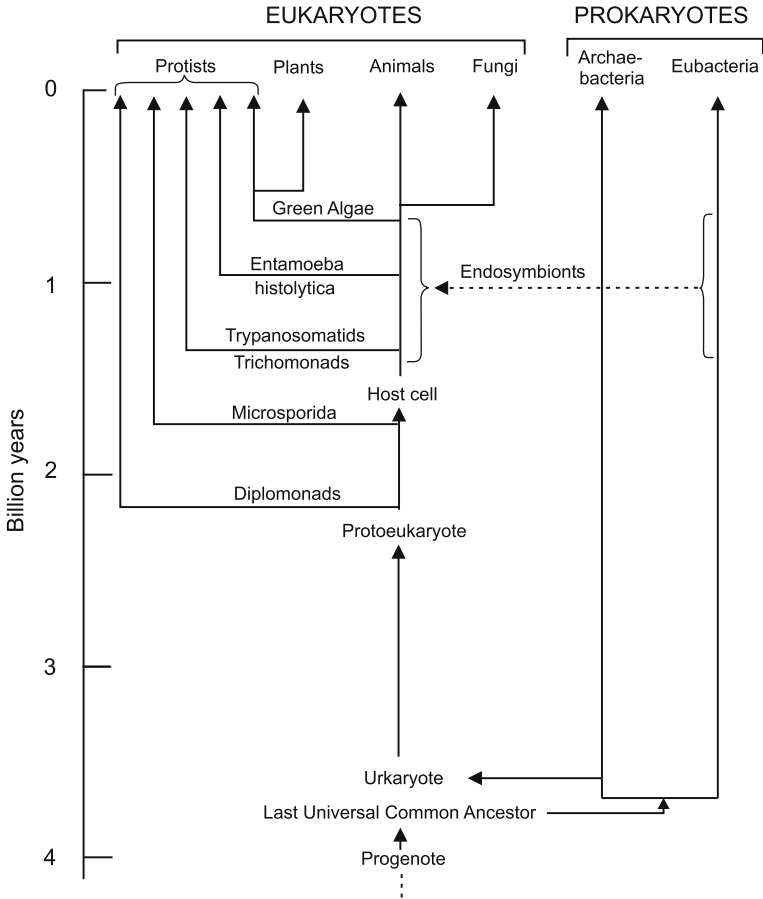 EUKARYOTES
PROKARYOTES
Protists
Plants
Animals
Fungi
Archae-
bacteria
Eubacteria
0
Green Algae
Entamoeba
histolytica
Endosymbionts
1
Trypanosomatids
Trichomonads
Host cell
Microsporida
2
Diplomonads
Protoeukaryote
Billion years
3
Urkaryote
Last Universal Common Ancestor
4
Progenote